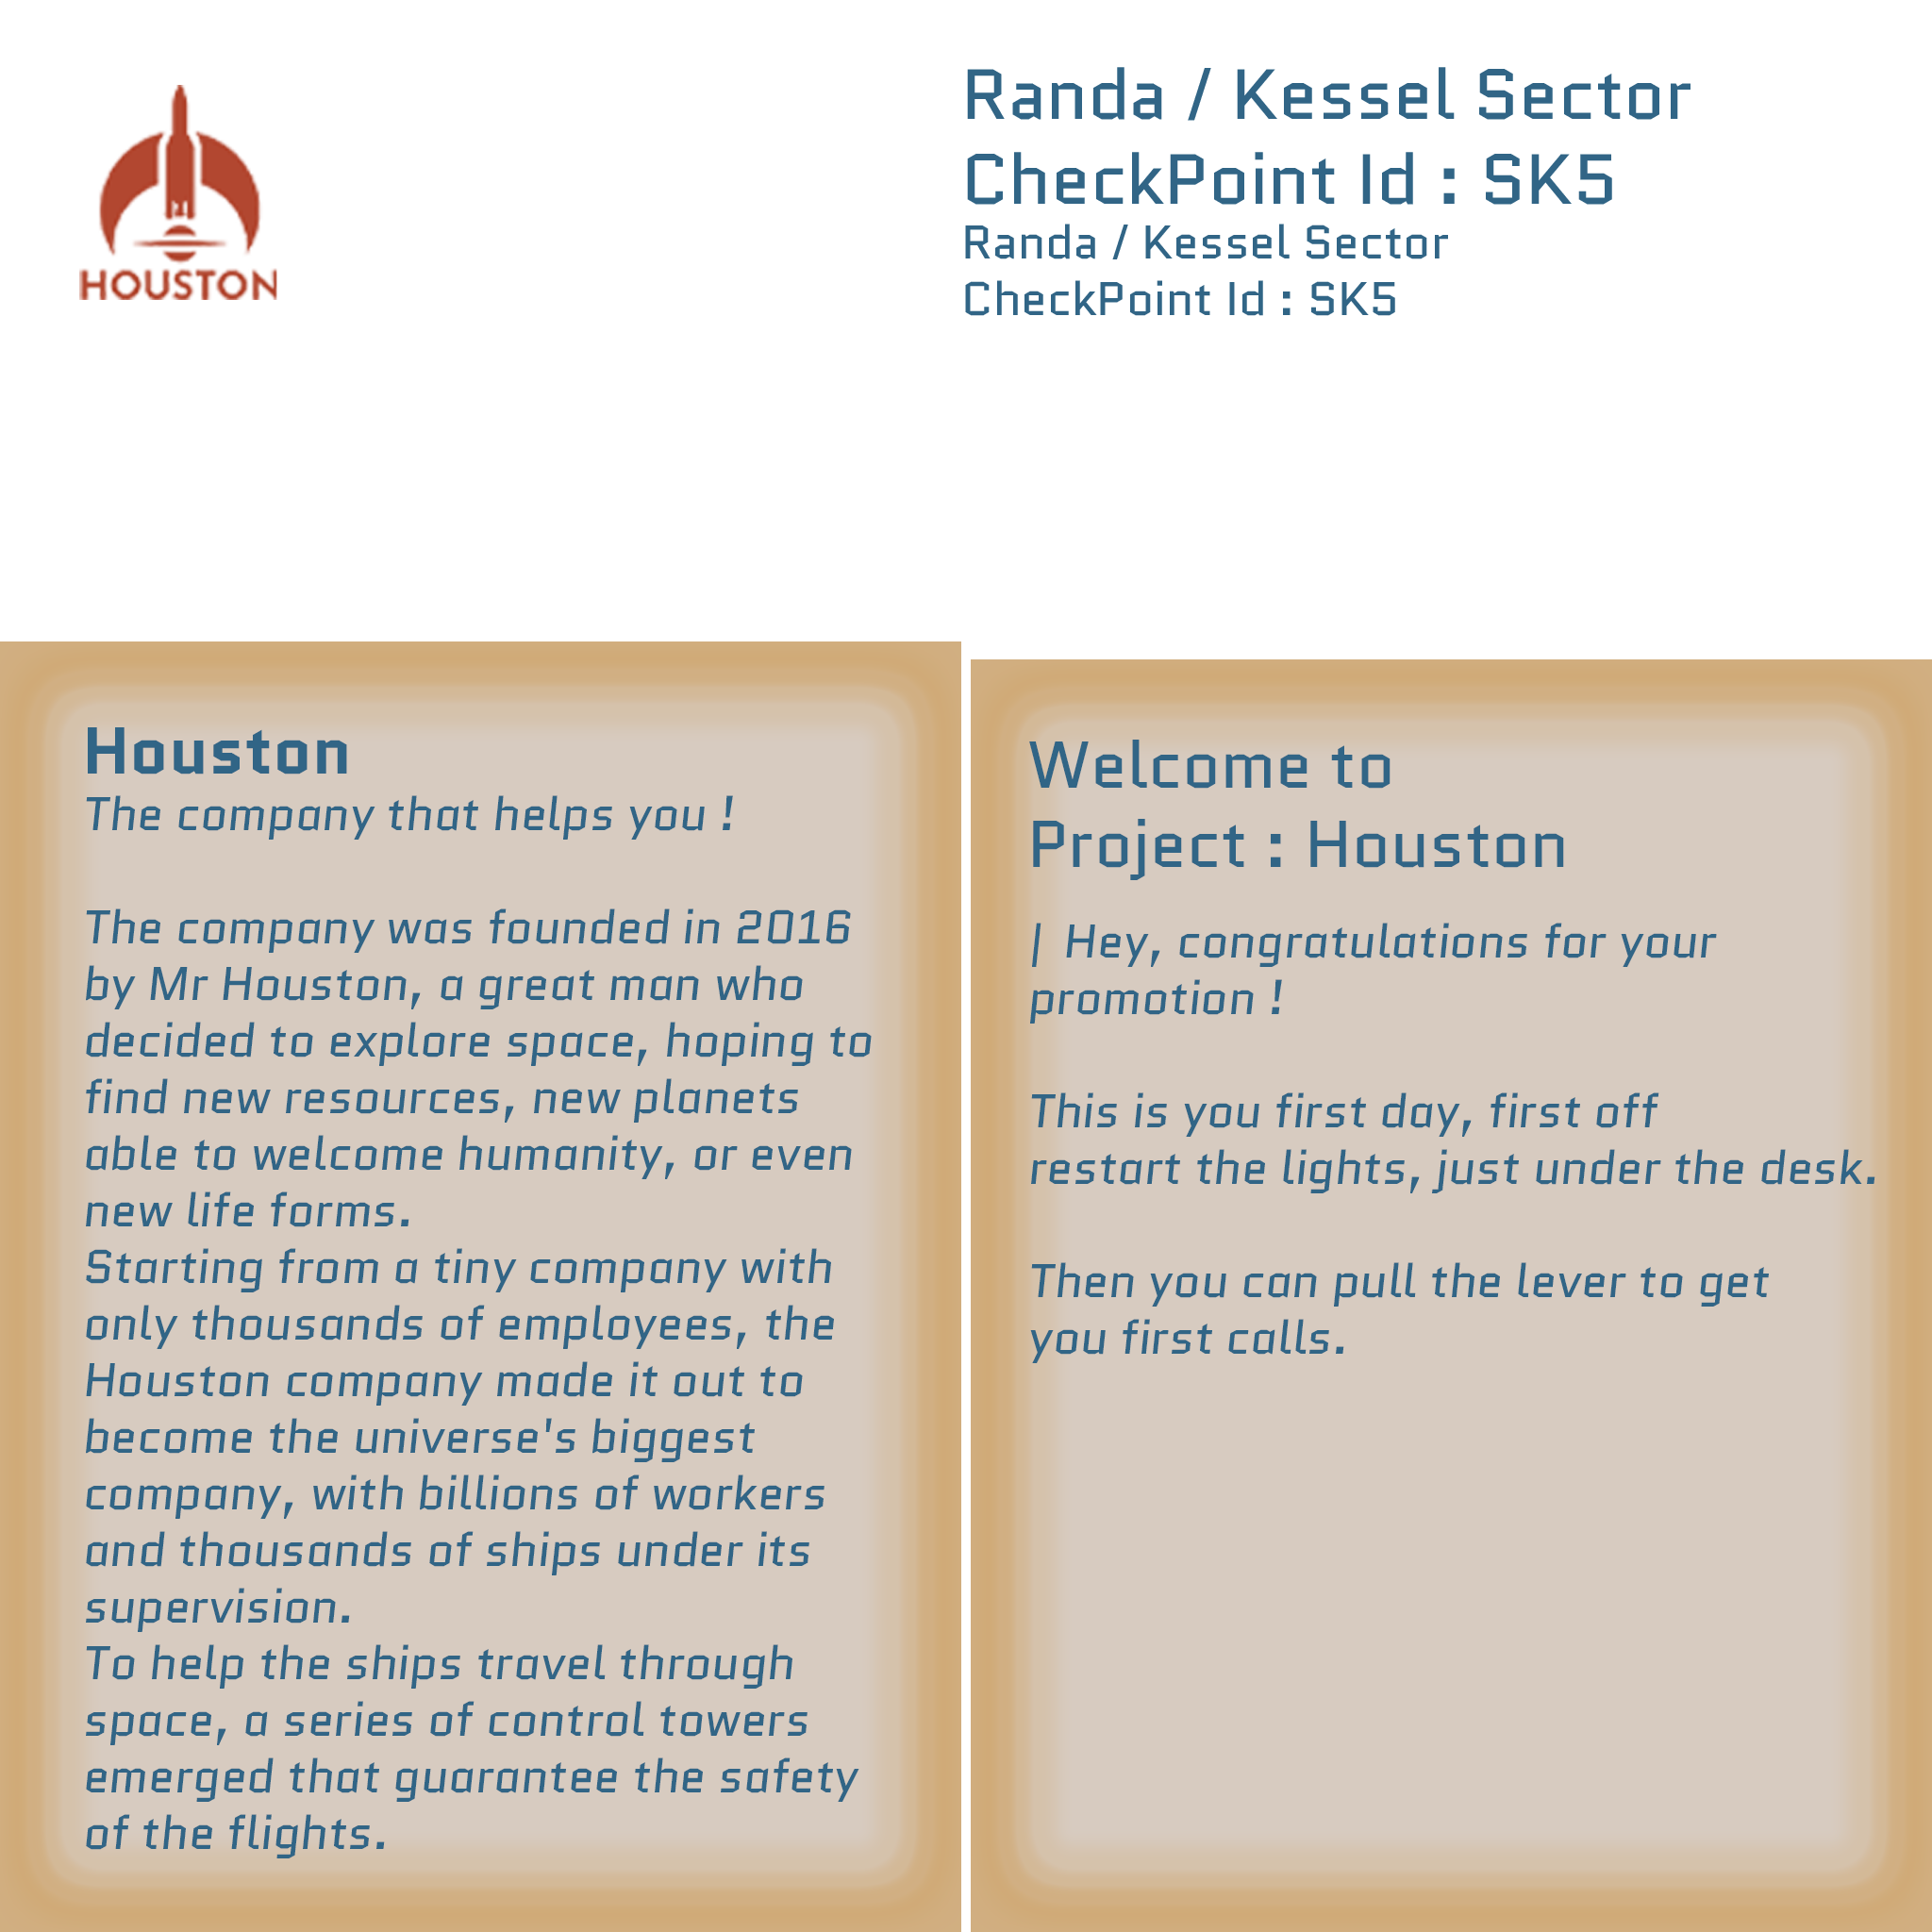 HOUSTON
Randa / Kessel Sector
CheckPoint Id : SK5
Randa / Kessel Sector
CheckPoint Id : SK5
Houston
The company that helps you !
The company was founded in 2016
by Mr Houston, a great man who
decided to explore space, hoping to
find new resources, new planets
able to welcome humanity, or even
new life forms.
Starting from a tiny company with
only thousands of employees, the
Houston company made it out to
become the universe's biggest
company, with billions of workers
and thousands of ships under its
supervision.
To help the ships travel through
space, a series of control towers
emerged that guarantee the safety
of the flights.
Welcome to
Project : Houston
| Hey, congratulations for your
promotion !
This is you first day, first off
restart the lights, just under the desk.
Then you can pull the lever to get
you first calls.